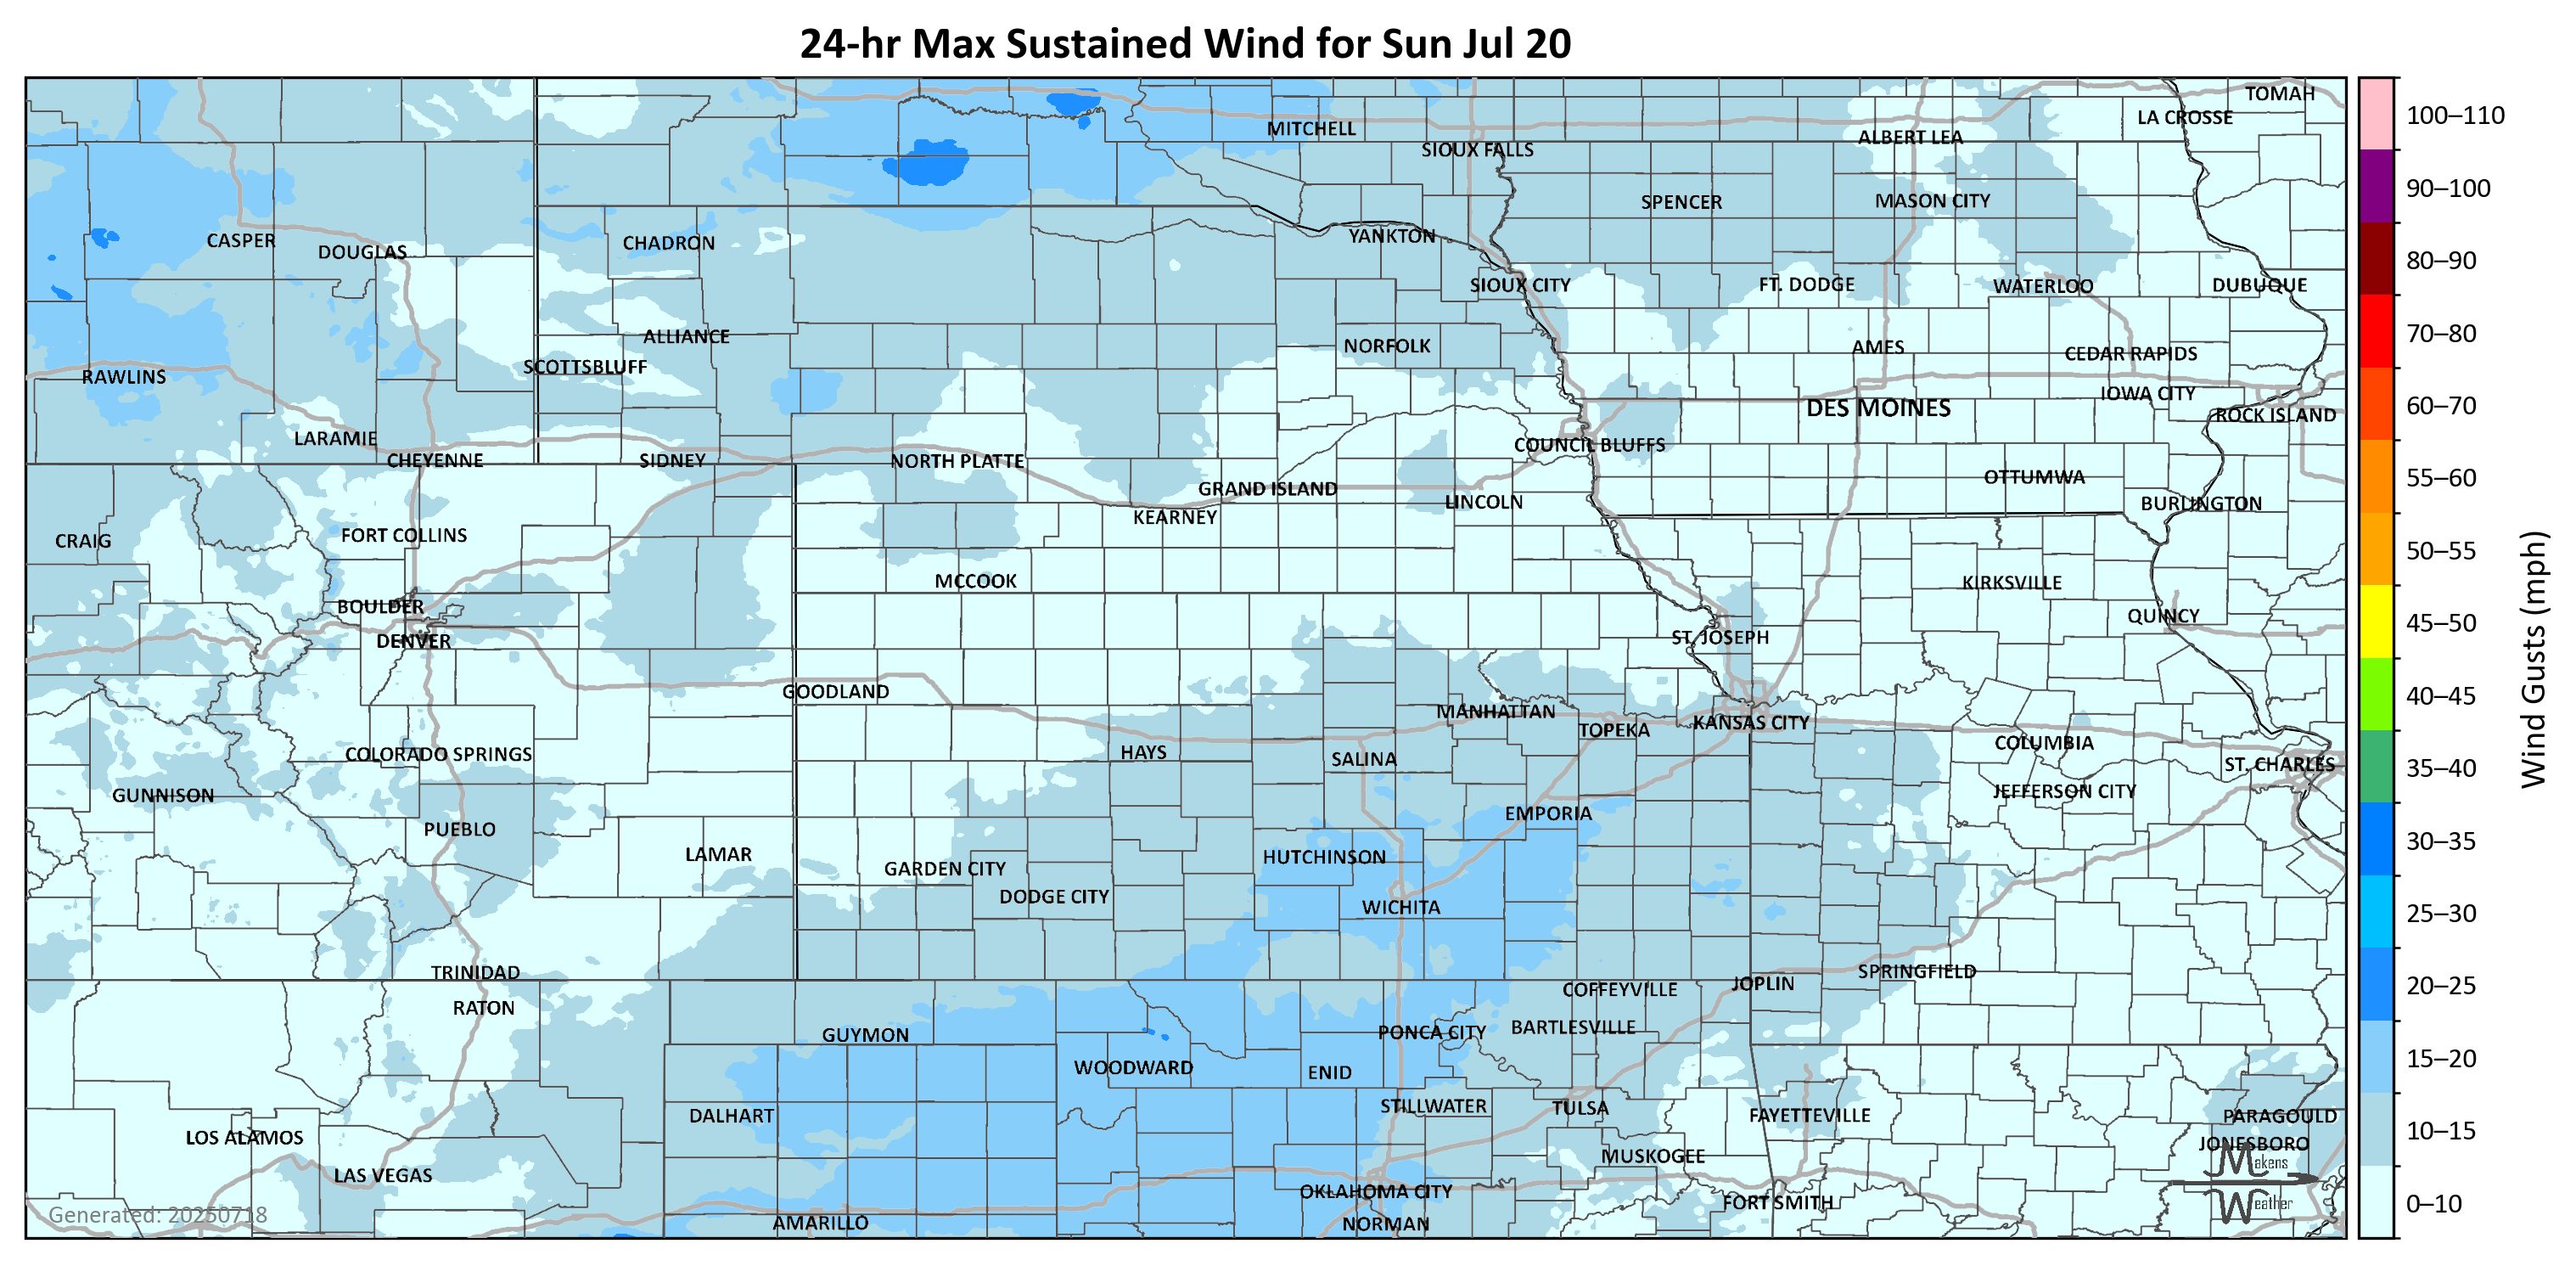 24-hr Max Sustained Wind for Sun Jul 20
TOMAH
LA CROSSE
MITCHELL
ALBERT LEA
SIOUX FALLS
SPENCER
MASON CITY
CASPER
DOUGLAS
CHADRON
YANKTON
SIOUX CITY
FT. DODGE
WATERLOO
DUBUQUE
ALLIANCE
NORFOLK
AMES
CEDAR RAPIDS
SCOTTSBLUFF
RAWLINS
IOWA CITY
DES MOINES
ROCK ISLAND
LARAMIE
COUNCIL BLUFFS
CHEYENNE
SIDNEY
NORTH PLATTE
OTTUMWA
GRAND ISLAND
LINCOLN
BURLINGTON
KEARNEY
CRAIG
FORT COLLINS
MCCOOK
KIRKSVILLE
BOULDER
QUINCY
DENVER
ST. JOSEPH
GOODLAND
MANHATTAN
TOPEKA
KANSAS CITY
COLUMBIA
COLORADO SPRINGS
HAYS
SALINA
ST. CHARLES
GUNNISON
JEFFERSON CITY
PUEBLO
EMPORIA
LAMAR
HUTCHINSON
GARDEN CITY
DODGE CITY
WICHITA
TRINIDAD
SPRINGFIELD
JOPLIN
COFFEYVILLE
RATON
GUYMON
PONCA CITY
BARTLESVILLE
WOODWARD
ENID
DALHART
STILLWATER
TULSA
FAYETTEVILLE
PARAGOULD
LOS ALAMOS
JONESBORO
MUSKOGEE
LAS VEGAS
OKLAHOMA CITY
FORT SMITH
AMARILLO
NORMAN
Generated: 20250718
Makens
Weather
100–110
90–100
80–90
70–80
60–70
55–60
50–55
45–50
40–45
35–40
30–35
25–30
20–25
15–20
10–15
0–10
Wind Gusts (mph)